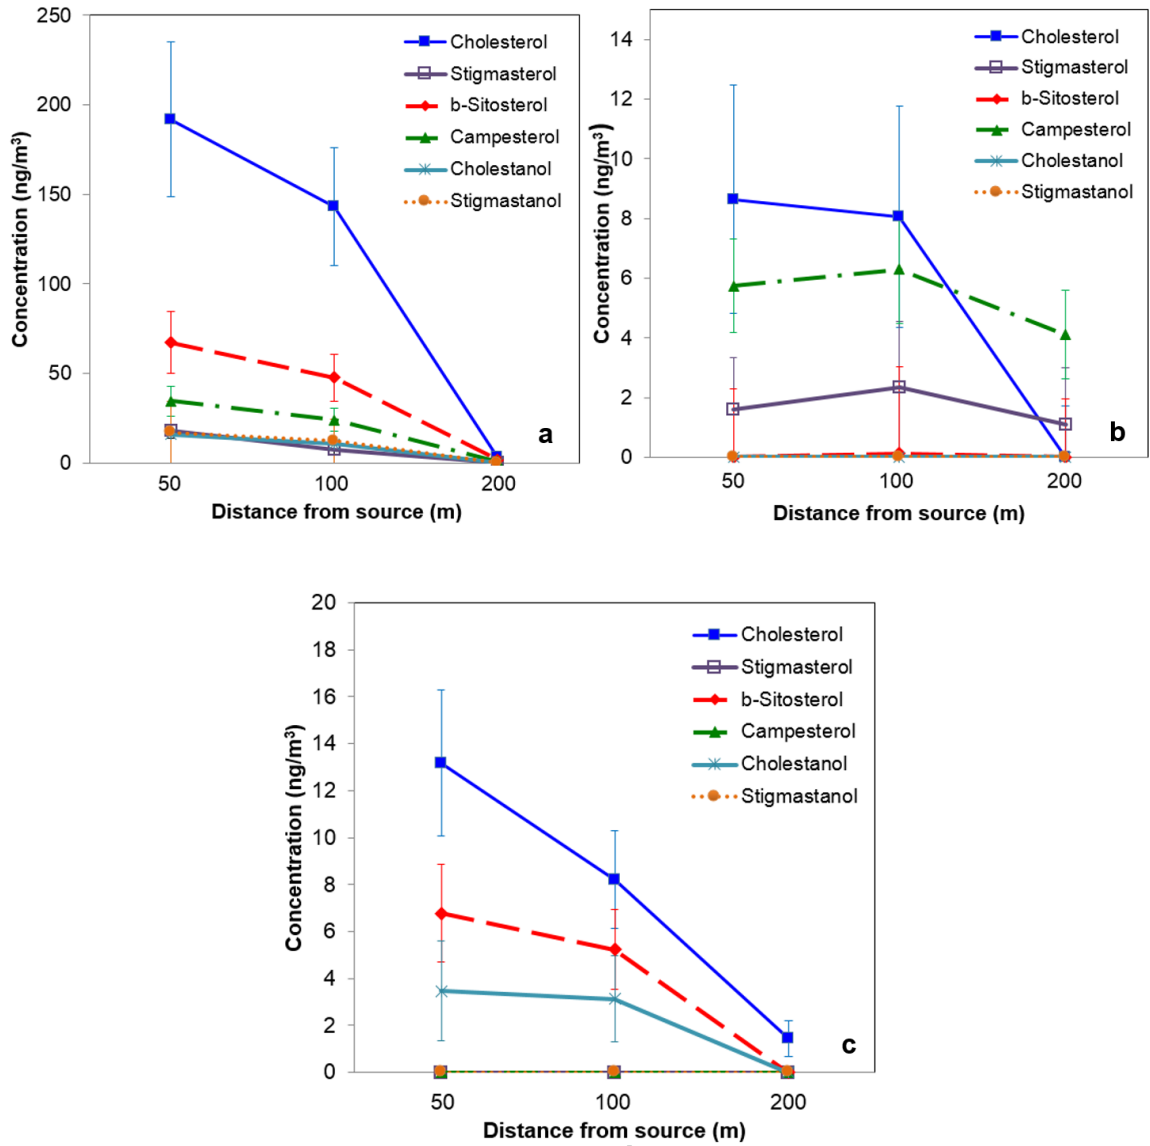 250
200
150
100
50
0
Concentration (ng/m³)
Cholesterol
Stigmasterol
b-Sitosterol
Campesterol
Cholestanol
Stigmastanol
a
50 100 200
Distance from source (m)
14
12
10
8
6
4
2
0
Concentration (ng/m³)
Cholesterol
Stigmasterol
b-Sitosterol
Campesterol
Cholestanol
Stigmastanol
b
50 100 200
Distance from source (m)
20
18
16
14
12
10
8
6
4
2
0
Concentration (ng/m³)
Cholesterol
Stigmasterol
b-Sitosterol
Campesterol
Cholestanol
Stigmastanol
c
50 100 200
Distance from source (m)